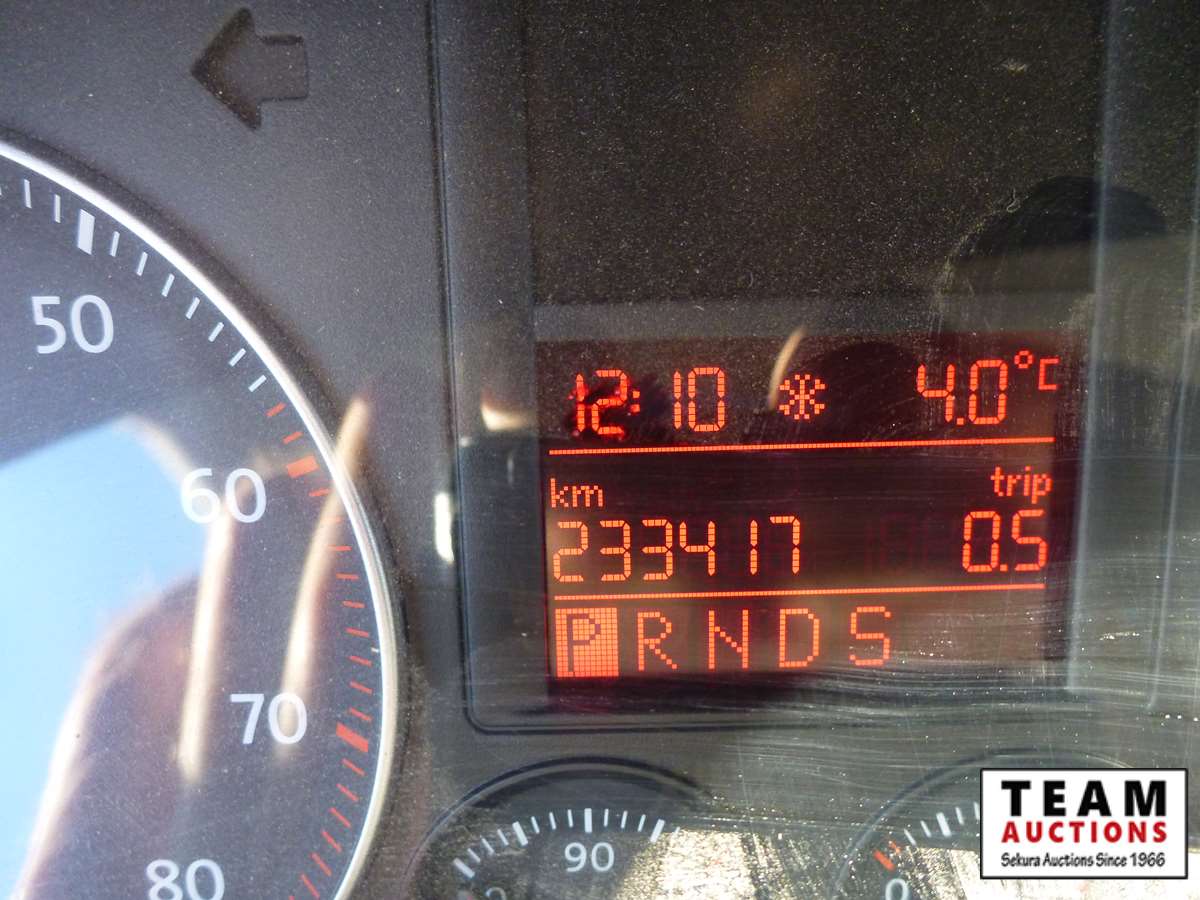 12:10 4.0°C
km trip
233417 0.5
P R N D S
50
60
70
80
90
0
TEAM
AUCTIONS
Sekura Auctions Since 1966